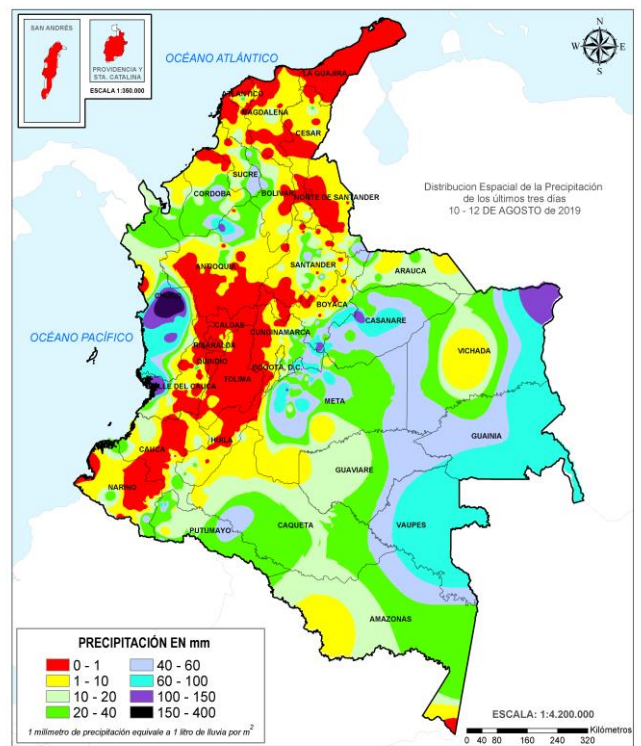 SAN ANDRÉS
PROVIDENCIA Y
STA. CATALINA
ESCALA 1:350.000
OCÉANO ATLÁNTICO
N
W
E
S
LA GUAJIRA
ATLANTICO
MAGDALENA
CESAR
SUCRE
CORDOBA
BOLIVAR
NORTE DE SANTANDER
Distribucion Espacial de la Precipitación
de los últimos tres días
10 - 12 DE AGOSTO de 2019
ANTIOQUIA
SANTANDER
ARAUCA
CHOCO
BOYACA
CASANARE
OCÉANO PACÍFICO
CALDAS
CUNDINAMARCA
VICHADA
RISARALDA
QUINDIO
BOGOTÁ, D.C.
TOLIMA
VALLE DEL CAUCA
META
GUAINIA
HUILA
CAUCA
GUAVIARE
NARIÑO
PUTUMAYO
CAQUETA
VAUPES
AMAZONAS
PRECIPITACIÓN EN mm
0 - 1
40 - 60
1 - 10
60 - 100
10 - 20
100 - 150
20 - 40
150 - 400
1 milímetro de precipitación equivale a 1 litro de lluvia por m²
ESCALA: 1:4.200.000
Kilómetros
0 40 80 160 240 320